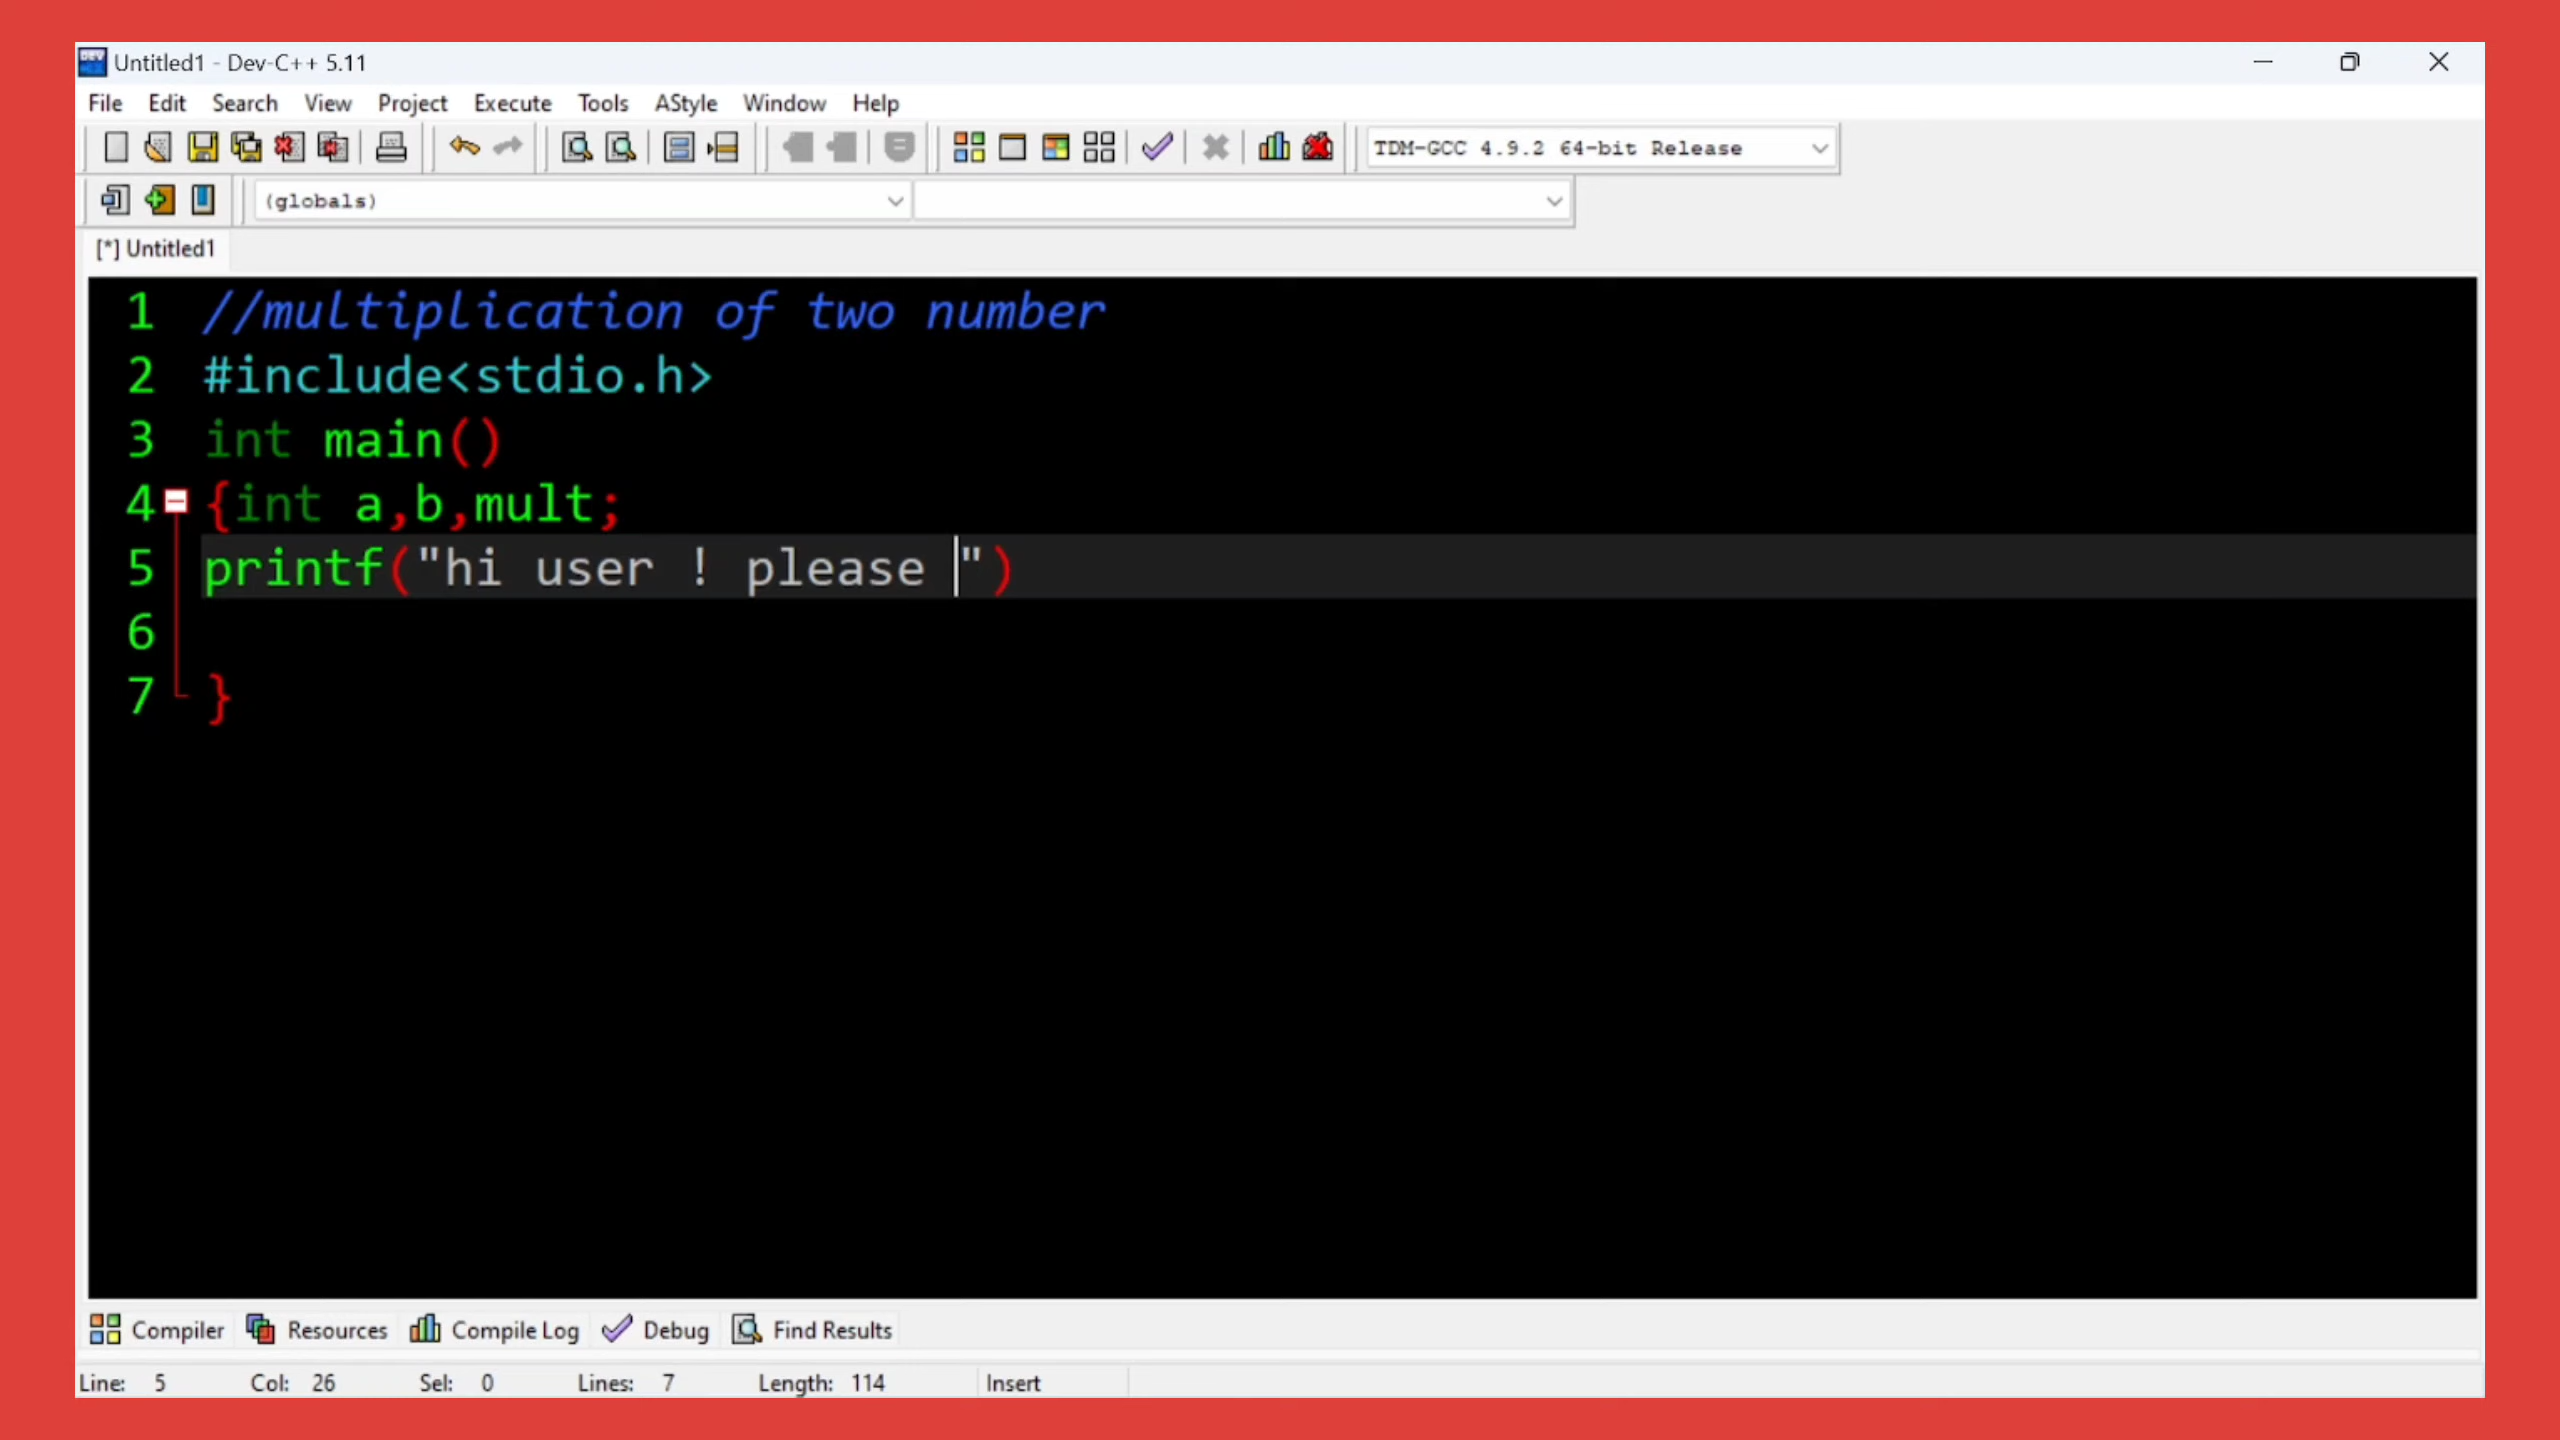 Untitled1 - Dev-C++ 5.11
File Edit Search View Project Execute Tools AStyle Window Help
TDM-GCC 4.9.2 64-bit Release
(globals)
[*] Untitled1
1 //multiplication of two number
2 #include<stdio.h>
3 int main()
4 {int a,b,mult;
5 printf("hi user ! please ")
6
7 }
Compiler Resources Compile Log Debug Find Results
Line: 5 Col: 26 Sel: 0 Lines: 7 Length: 114 Insert